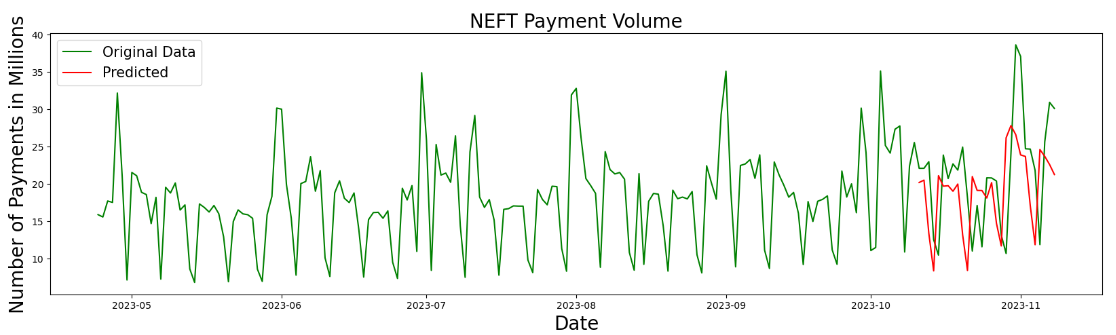 NEFT Payment Volume
Number of Payments in Millions
40
35
30
25
20
15
10
Original Data
Predicted
2023-05
2023-06
2023-07
2023-08
2023-09
2023-10
2023-11
Date